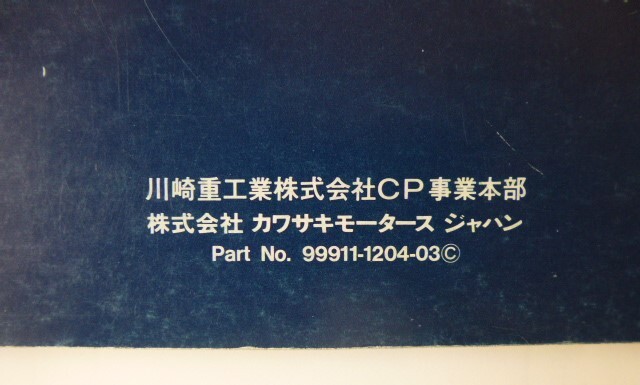 川崎重工業株式会社CP事業本部
株式会社 カワサキモータース ジャパン
Part No. 99911-1204-03©